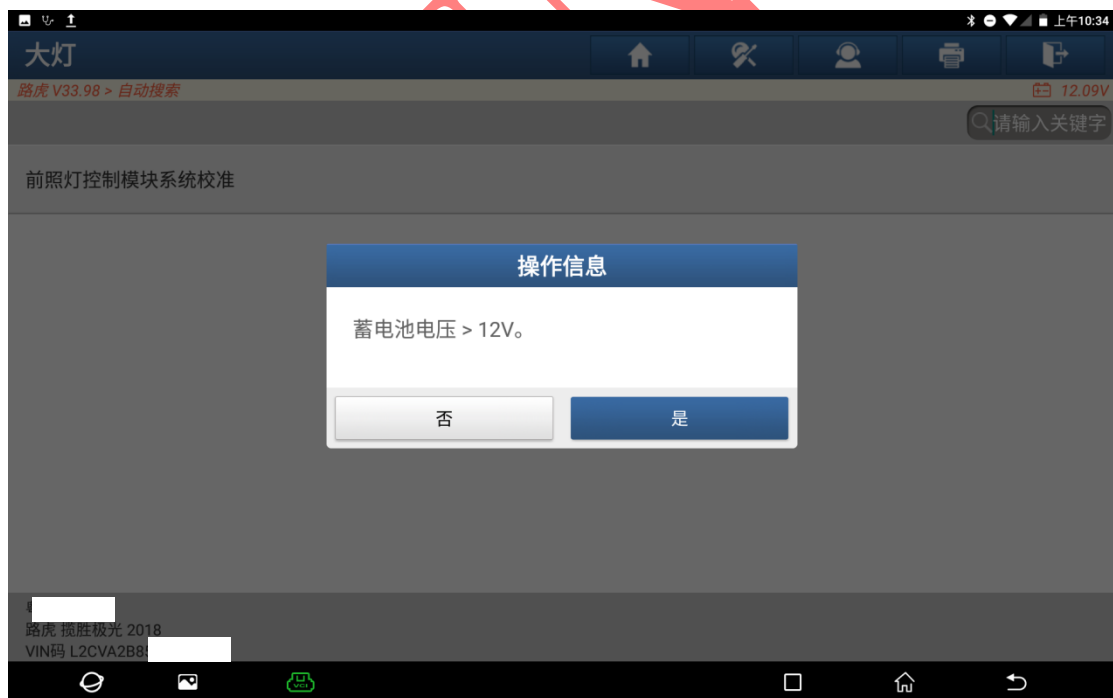 上午10:34
大灯
路虎 V33.98 > 自动搜索
12.09V
请输入关键字
前照灯控制模块系统校准
操作信息
蓄电池电压 > 12V。
否
是
路虎 揽胜极光 2018
VIN码 L2CVA2B8
VCI